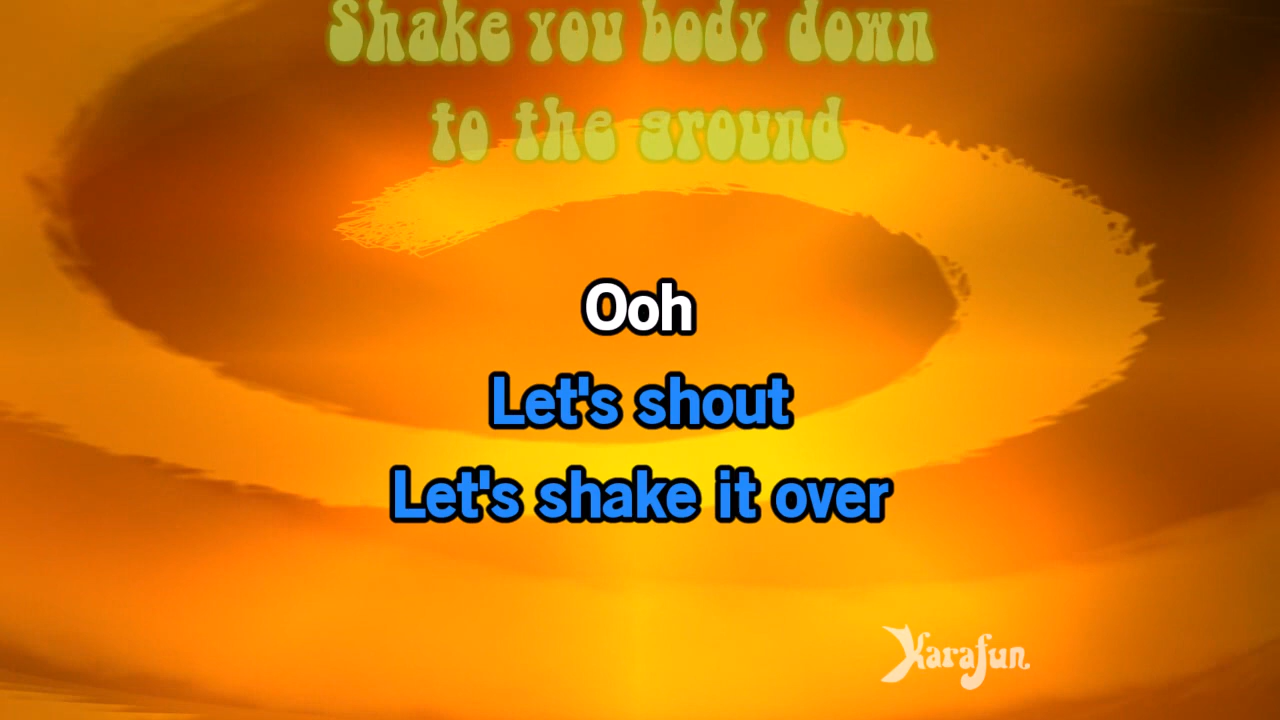 Shake you body down
to the ground
Ooh
Let's shout
Let's shake it over
Karafun